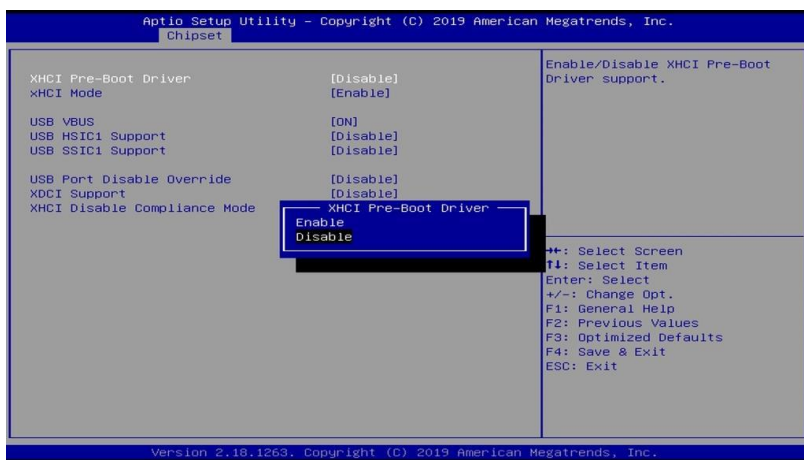 Aptio Setup Utility – Copyright (C) 2019 American Megatrends, Inc.
Chipset
XHCI Pre-Boot Driver [Disable]
xHCI Mode [Enable]
USB VBUS [ON]
USB HSIC1 Support [Disable]
USB SSIC1 Support [Disable]
USB Port Disable Override [Disable]
XDCI Support [Disable]
XHCI Disable Compliance Mode
XHCI Pre-Boot Driver
Enable
Disable
Enable/Disable XHCI Pre-Boot
Driver support.
→←: Select Screen
↑↓: Select Item
Enter: Select
+/-: Change Opt.
F1: General Help
F2: Previous Values
F3: Optimized Defaults
F4: Save & Exit
ESC: Exit
Version 2.18.1263. Copyright (C) 2019 American Megatrends, Inc.